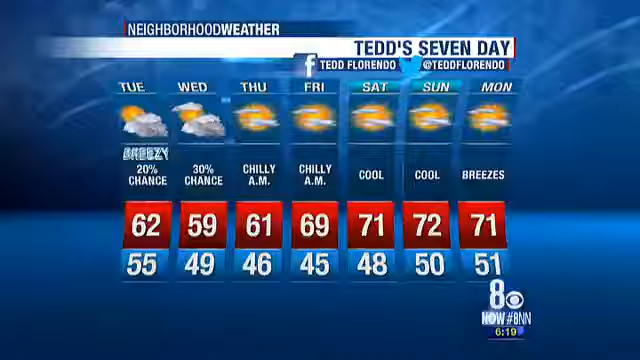 NEIGHBORHOODWEATHER
TEDD'S SEVEN DAY
f TEDD FLORENDO @TEDDFLORENDO
TUE WED THU FRI SAT SUN MON
BREEZY
20% CHANCE 30% CHANCE CHILLY A.M. CHILLY A.M. COOL COOL BREEZES
62 59 61 69 71 72 71
55 49 46 45 48 50 51
8
NOW #8NN
6:19